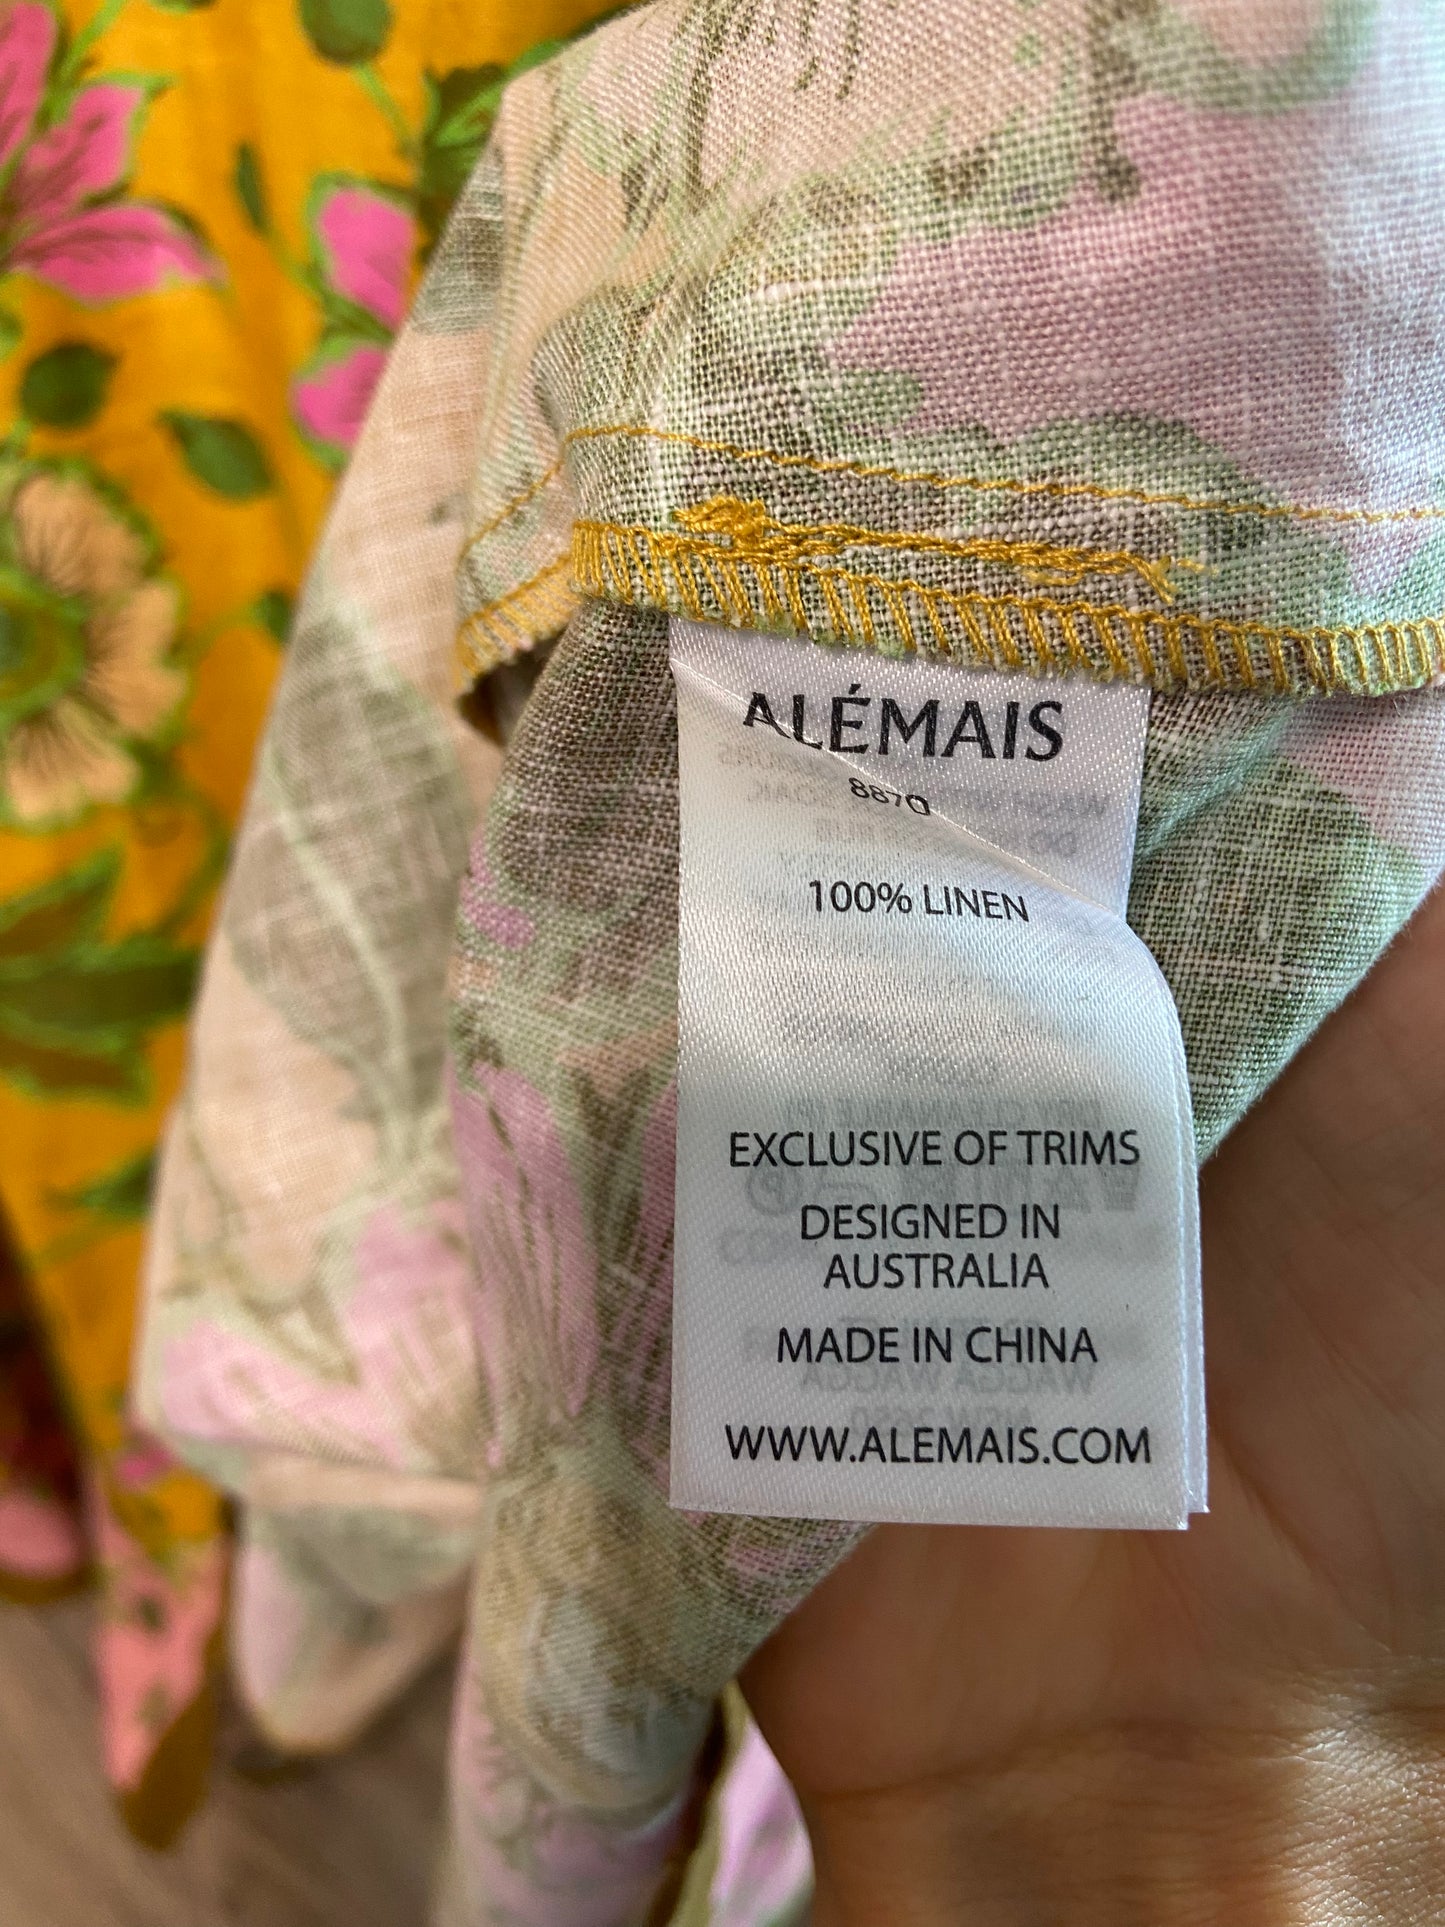 ALÉMAIS
8870
100% LINEN
EXCLUSIVE OF TRIMS
DESIGNED IN
AUSTRALIA
MADE IN CHINA
WWW.ALEMAIS.COM